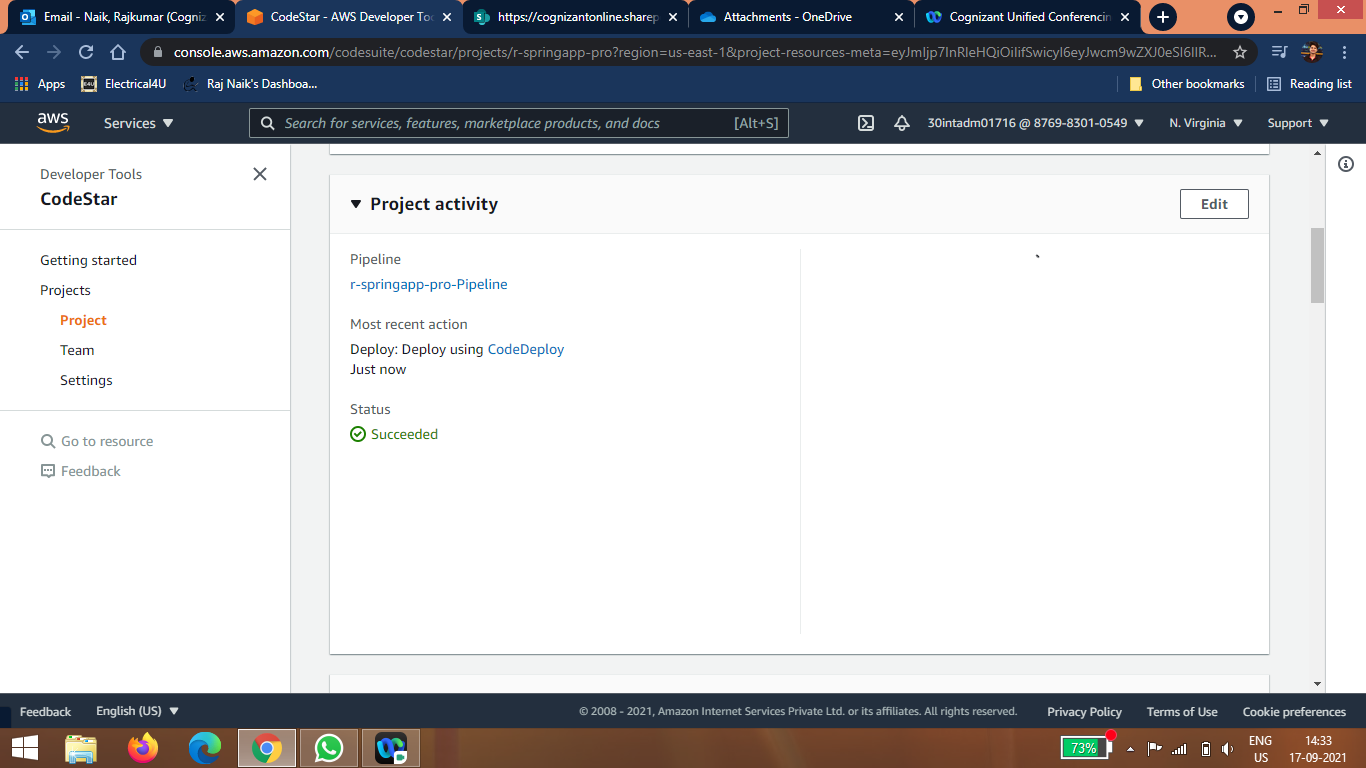 Email - Naik, Rajkumar (Cogniz
CodeStar - AWS Developer Too
https://cognizantonline.sharep
Attachments - OneDrive
Cognizant Unified Conferencin
console.aws.amazon.com/codesuite/codestar/projects/r-springapp-pro?region=us-east-1&project-resources-meta=eyJmIjp7InRleHQiOiIifSwicyI6eyJwcm9wZXJ0eSI6IlR...
Apps
E4U
Electrical4U
Raj Naik's Dashboa...
Other bookmarks
Reading list
aws
Services
Search for services, features, marketplace products, and docs
[Alt+S]
30intadm01716 @ 8769-8301-0549
N. Virginia
Support
Developer Tools
CodeStar
Getting started
Projects
Project
Team
Settings
Go to resource
Feedback
Project activity
Edit
Pipeline
r-springapp-pro-Pipeline
Most recent action
Deploy: Deploy using CodeDeploy
Just now
Status
Succeeded
Feedback
English (US)
© 2008 - 2021, Amazon Internet Services Private Ltd. or its affiliates. All rights reserved.
Privacy Policy
Terms of Use
Cookie preferences
73%
ENG
US
14:33
17-09-2021